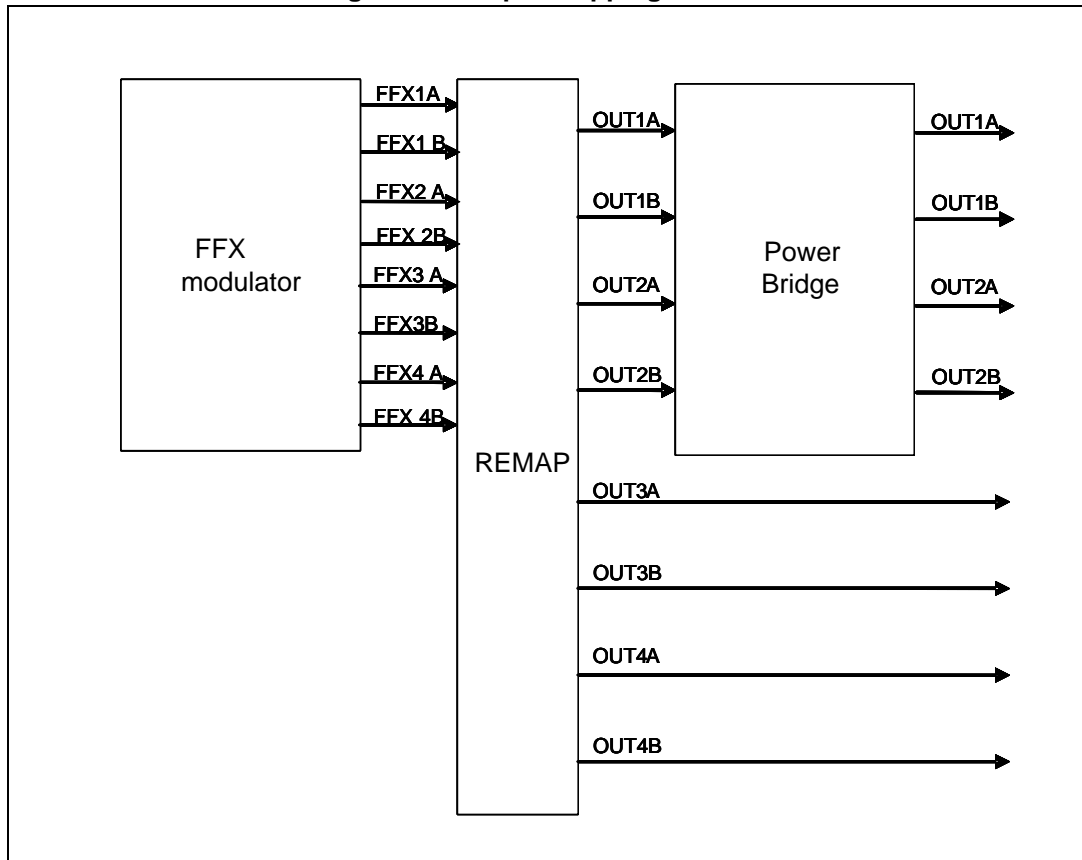 FFX modulator
FFX1A
FFX1 B
FFX2 A
FFX 2B
FFX3 A
FFX3B
FFX4 A
FFX 4B
REMAP
OUT1A
OUT1B
OUT2A
OUT2B
OUT3A
OUT3B
OUT4A
OUT4B
Power
Bridge
OUT1A
OUT1B
OUT2A
OUT2B